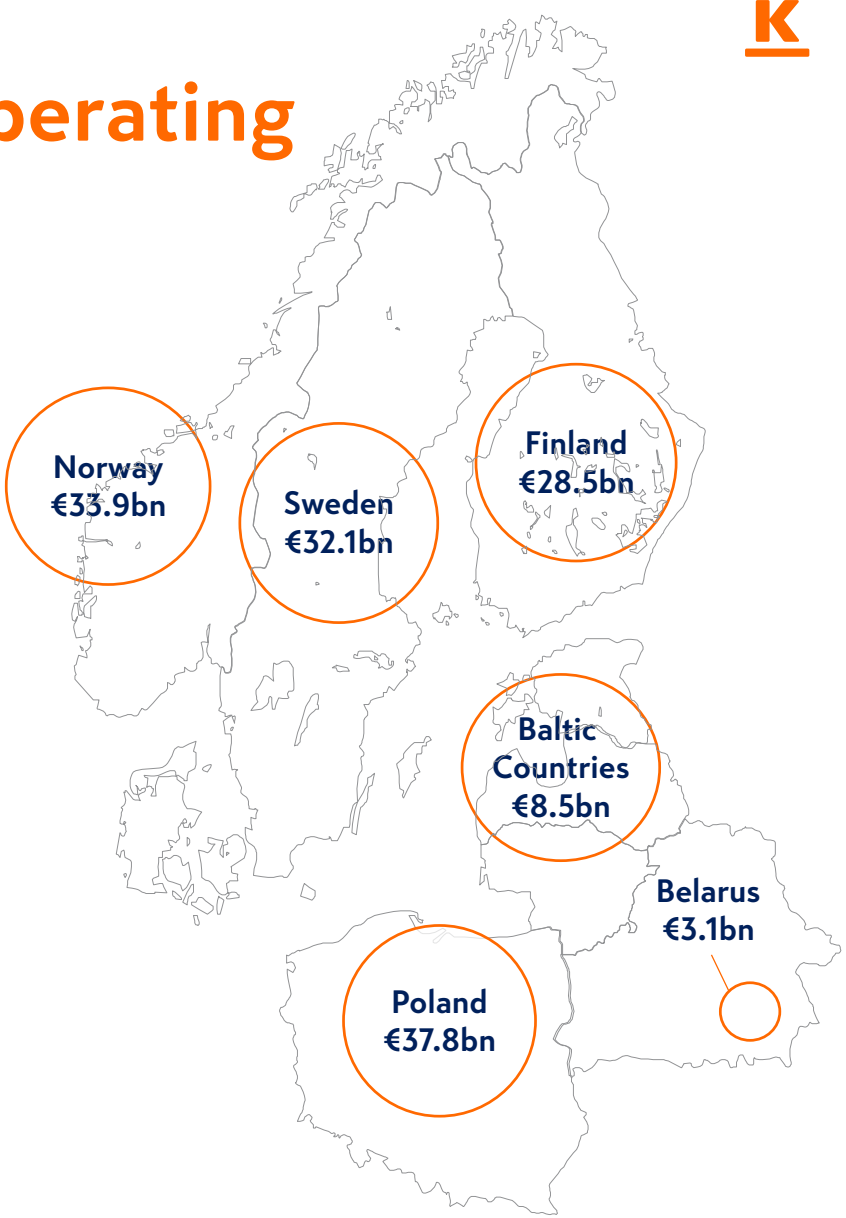 K
perating
Norway
€33.9bn
Sweden
€32.1bn
Finland
€28.5bn
Baltic
Countries
€8.5bn
Belarus
€3.1bn
Poland
€37.8bn